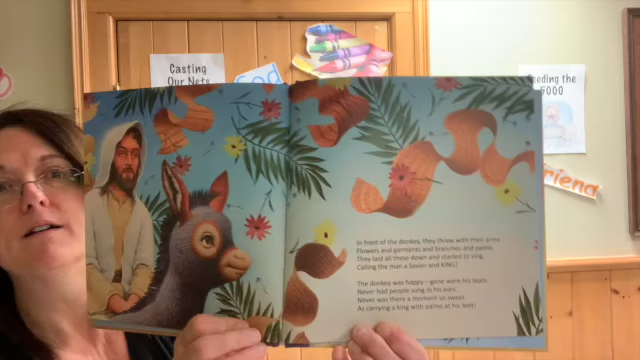 Casting
Our Nets
God
eeding the
5000
riend
In front of the donkey, they threw with their arms
Flowers and garments and branches and palms.
They laid all these down and started to sing,
Calling the man a Savior and KING!
The donkey was happy—gone were his fears.
Never had people sung in his ears.
Never was there a moment so sweet
As carrying a king with palms at his feet!